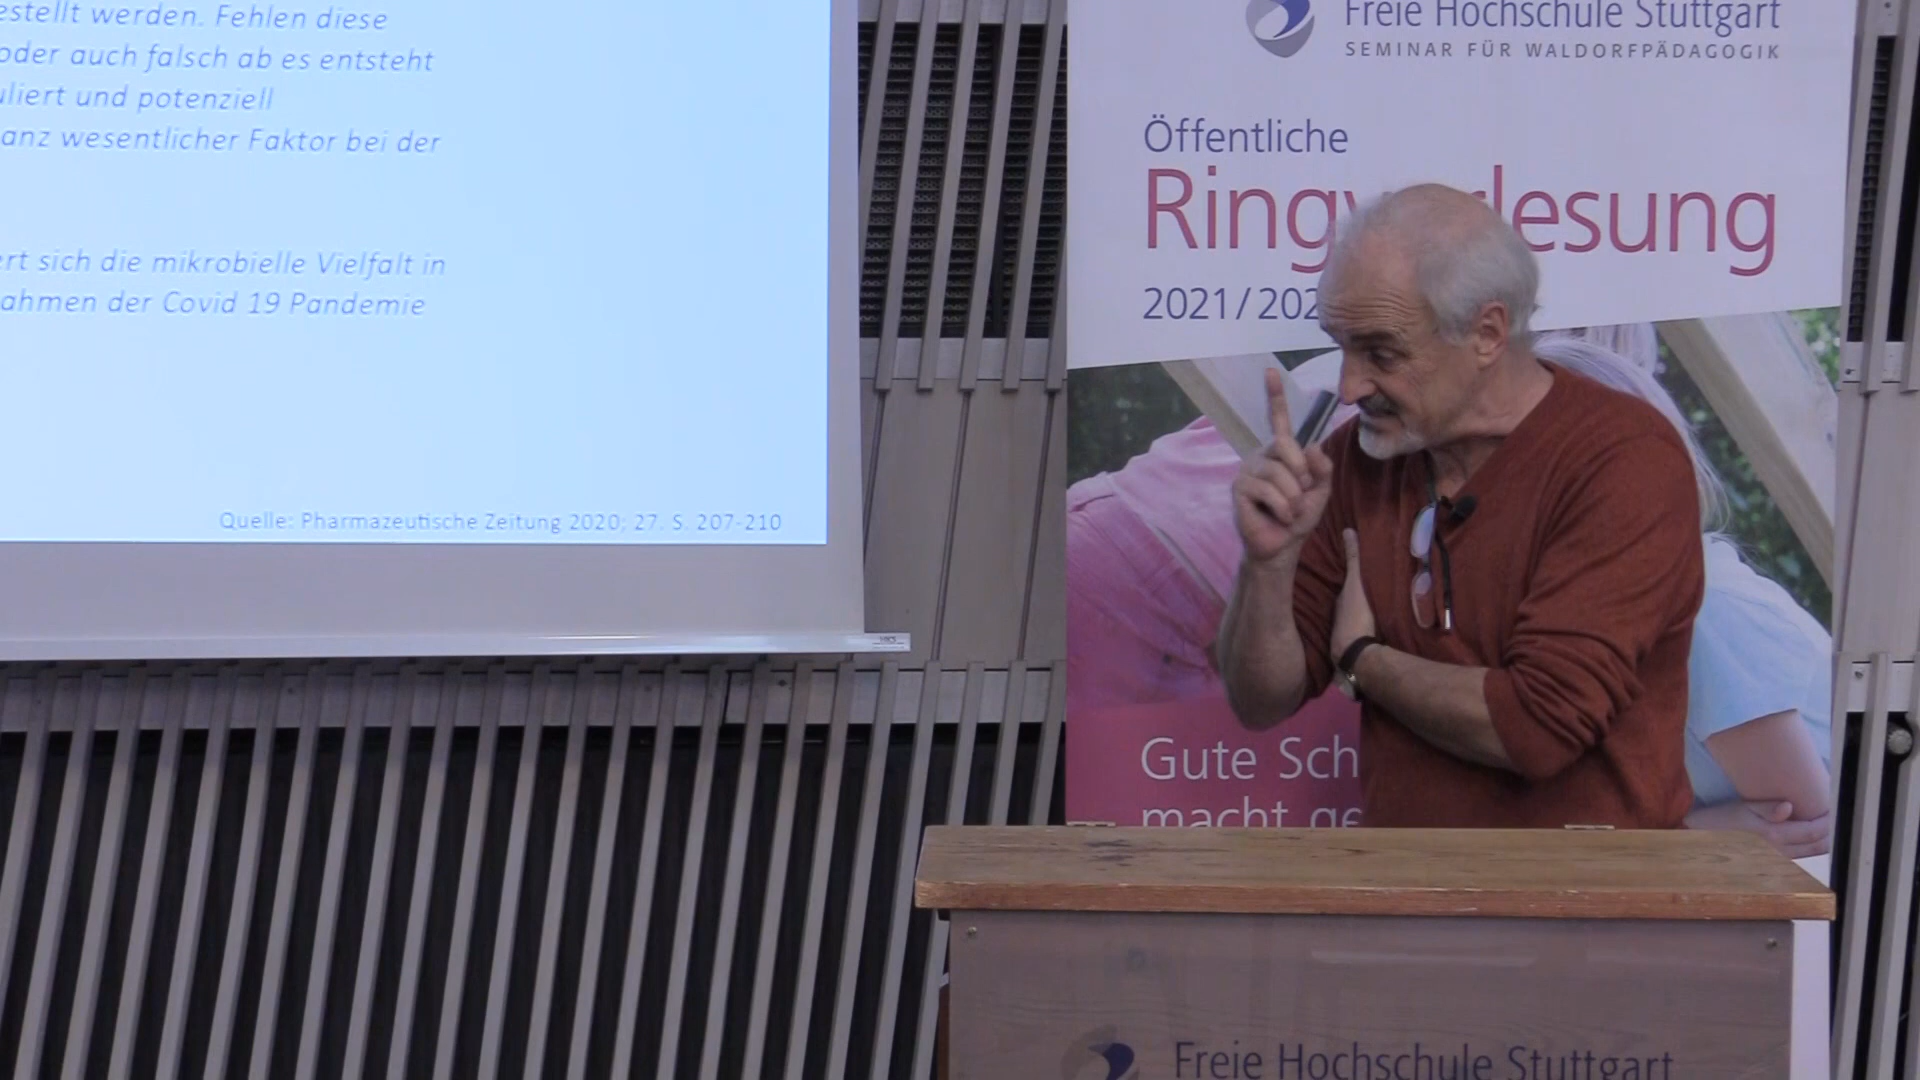 estellt werden. Fehlen diese
oder auch falsch ab es entsteht
uliert und potenziell
anz wesentlicher Faktor bei der
ert sich die mikrobielle Vielfalt in
ahmen der Covid 19 Pandemie
Quelle: Pharmazeutische Zeitung 2020; 27. S. 207-210
Freie Hochschule Stuttgart
SEMINAR FÜR WALDORFPÄDAGOGIK
Öffentliche
Ring lesung
2021/202
Gute Sch
macht ge
Freie Hochschule Stuttgart